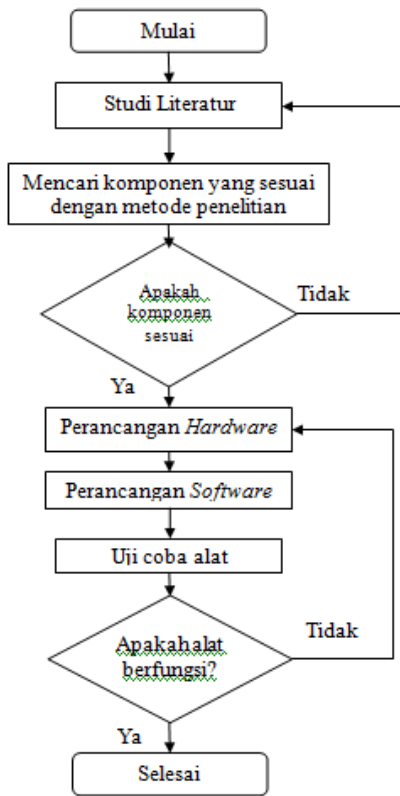 Mulai
Studi Literatur
Mencari komponen yang sesuai
dengan metode penelitian
Apakah
komponen
sesuai
Tidak
Ya
Perancangan Hardware
Perancangan Software
Uji coba alat
Apakahalat
berfungsi?
Tidak
Ya
Selesai